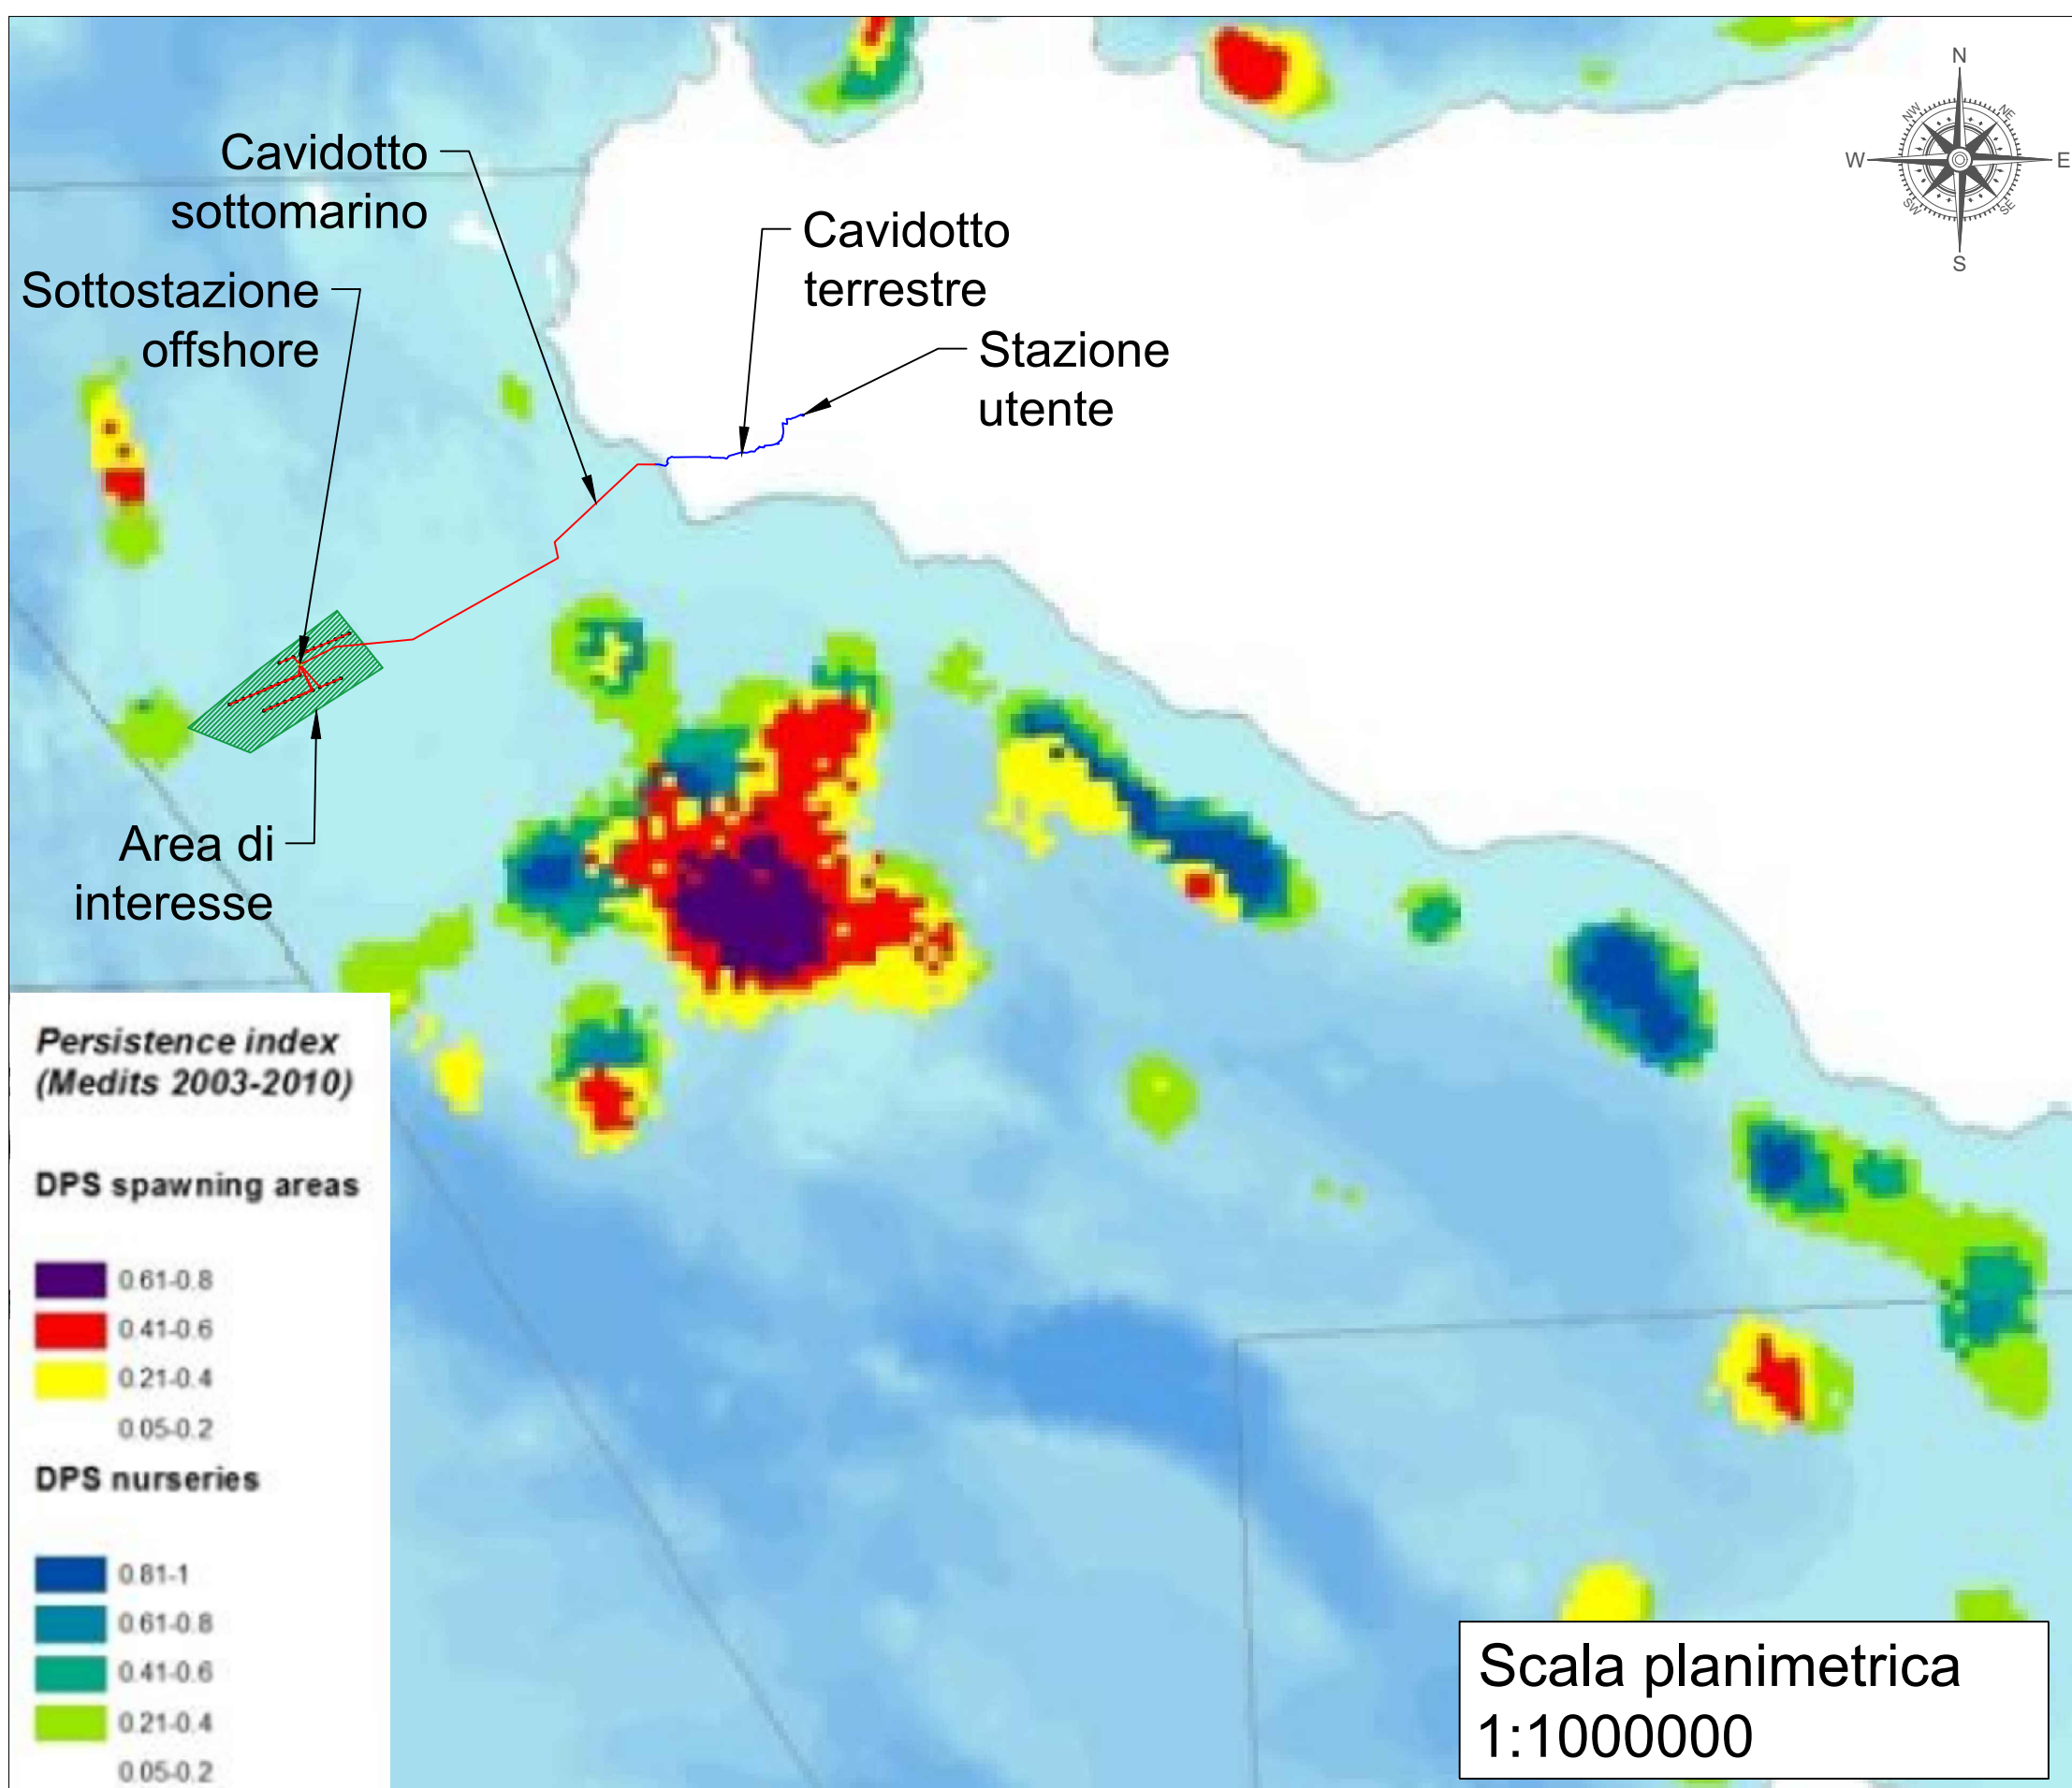 N
NW
NE
W
E
SW
SE
S
Cavidotto
sottomarino
Cavidotto
terrestre
Sottostazione
offshore
Stazione
utente
Area di
interesse
Persistence index
(Medits 2003-2010)
DPS spawning areas
0.61-0.8
0.41-0.6
0.21-0.4
0.05-0.2
DPS nurseries
0.81-1
0.61-0.8
0.41-0.6
0.21-0.4
0.05-0.2
Scala planimetrica
1:1000000